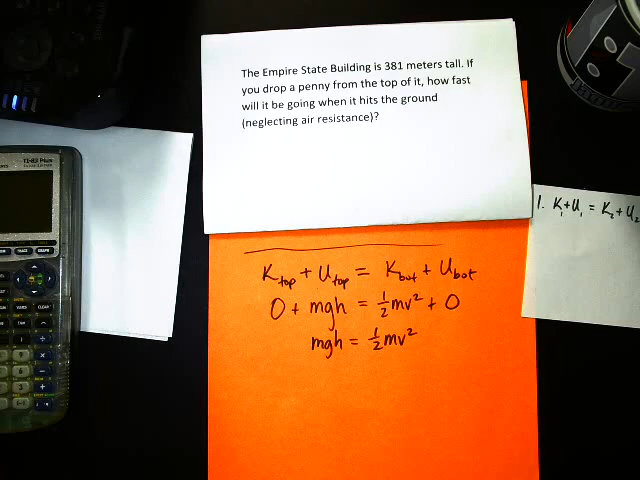 The Empire State Building is 381 meters tall. If
you drop a penny from the top of it, how fast
will it be going when it hits the ground
(neglecting air resistance)?
TI-83 Plus
1. K₁+U₁ = K₂+U₂
K_top + U_top = K_bot + U_bot
0 + mgh = ½mv² + 0
mgh = ½mv²